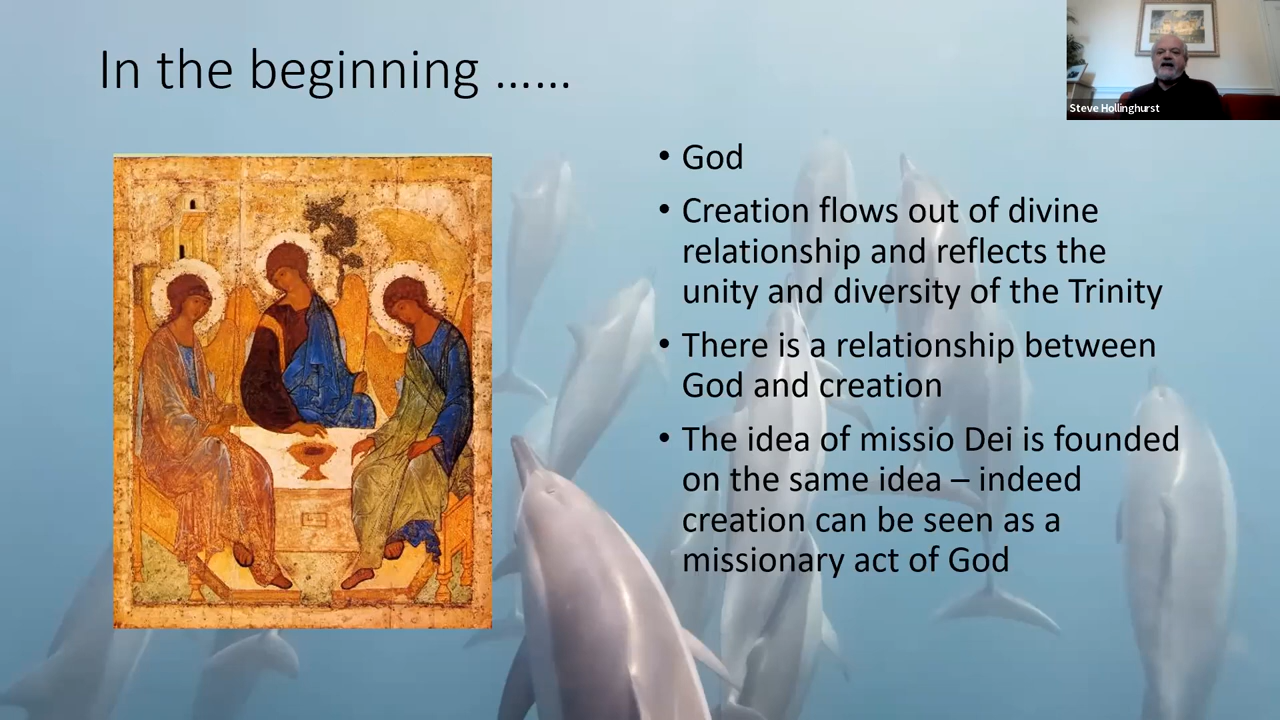 In the beginning ……
Steve Hollinghurst
• God
• Creation flows out of divine
relationship and reflects the
unity and diversity of the Trinity
• There is a relationship between
God and creation
• The idea of missio Dei is founded
on the same idea – indeed
creation can be seen as a
missionary act of God